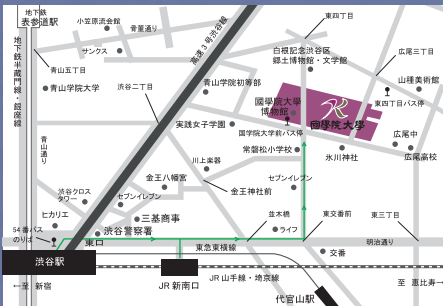 地下鉄
表参道駅
小笠原流会館
骨董通り
サンクス
高速3号渋谷線
東四丁目
白根記念渋谷区
郷土博物館・文学館
広尾三丁目
地下鉄半蔵門線・銀座線
青山五丁目
青山学院大学
渋谷二丁目
青山学院初等部
山種美術館
國學院大學
博物館
國學院大學
東四丁目バス停
青山通り
実践女子学園
国学院大学前バス停
常磐松小学校
広尾中
氷川神社
広尾高校
川上楽器
金王八幡宮
金王神社前
セブンイレブン
渋谷クロス
タワー
セブンイレブン
ヒカリエ
三基商事
並木橋
東交番前
東三丁目
54番バス
のりば
渋谷警察署
ライフ
東口
東急東横線
明治通り
渋谷駅
JR新南口
JR山手線・埼京線
交番
代官山駅
←至 新宿
至 恵比寿→